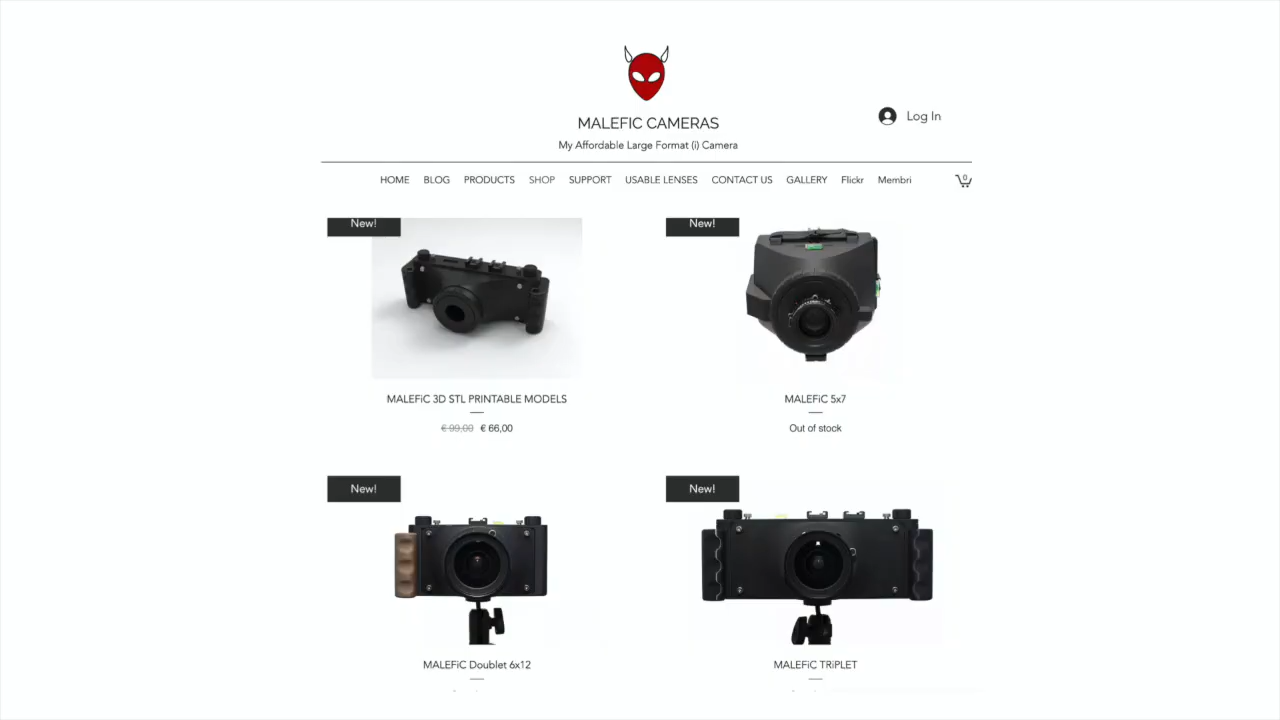 MALEFIC CAMERAS
Log In
My Affordable Large Format (i) Camera
HOME BLOG PRODUCTS SHOP SUPPORT USABLE LENSES CONTACT US GALLERY Flickr Membri 0
New! New!
MALEFiC 3D STL PRINTABLE MODELS MALEFiC 5x7
€ 99,00 € 66,00 Out of stock
New! New!
MALEFiC Doublet 6x12 MALEFiC TRiPLET